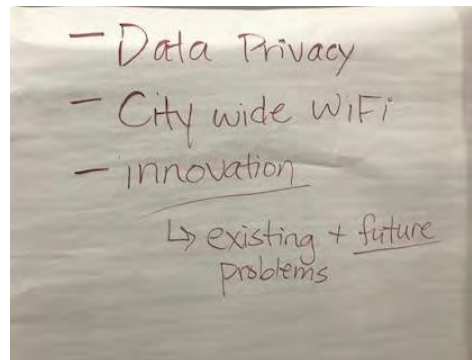 - Data Privacy
- City wide WiFi
- innovation
↳ existing + future
problems